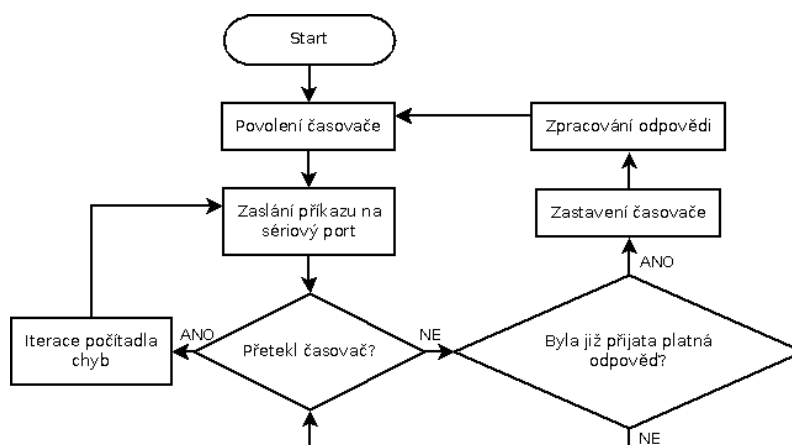 Start
Povolení časovače
Zpracování odpovědi
Zaslání příkazu na
sériový port
Zastavení časovače
ANO
Iterace počítadla
chyb
ANO
Přetekl časovač?
NE
Byla již přijata platná
odpověď?
NE